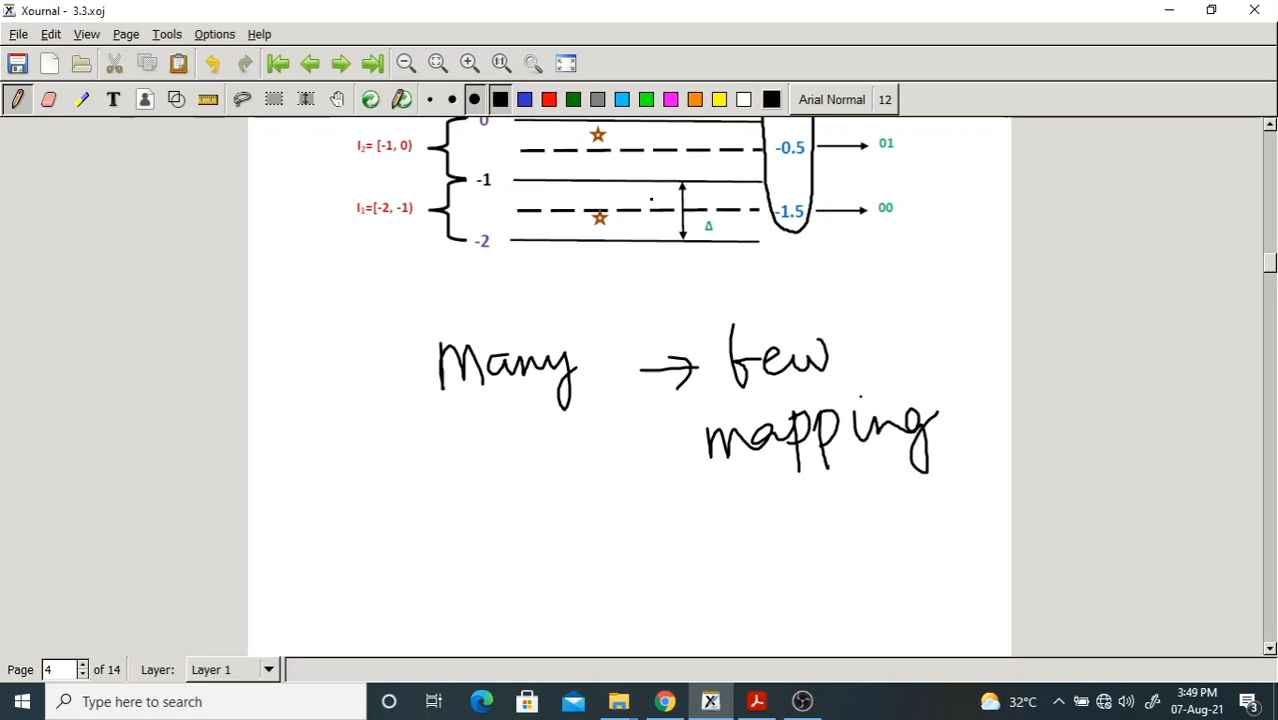 Xournal - 3.3.xoj
File Edit View Page Tools Options Help
Arial Normal 12
0
I₂= [-1, 0)
-0.5
01
-1
I₁=[-2, -1)
-1.5
00
Δ
-2
Many → few
mapping
Page 4 of 14 Layer: Layer 1
Type here to search
32°C
3:49 PM
07-Aug-21
3